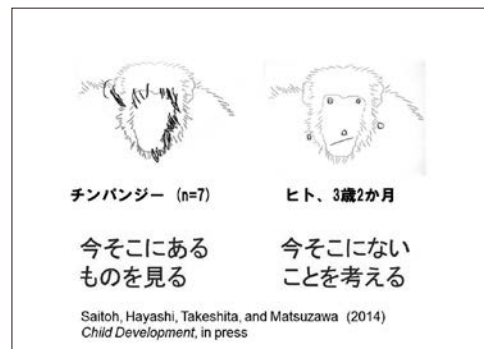 チンパンジー (n=7)
ヒト、3歳2か月
今そこにある
ものを見る
今そこにない
ことを考える
Saitoh, Hayashi, Takeshita, and Matsuzawa (2014)
Child Development, in press